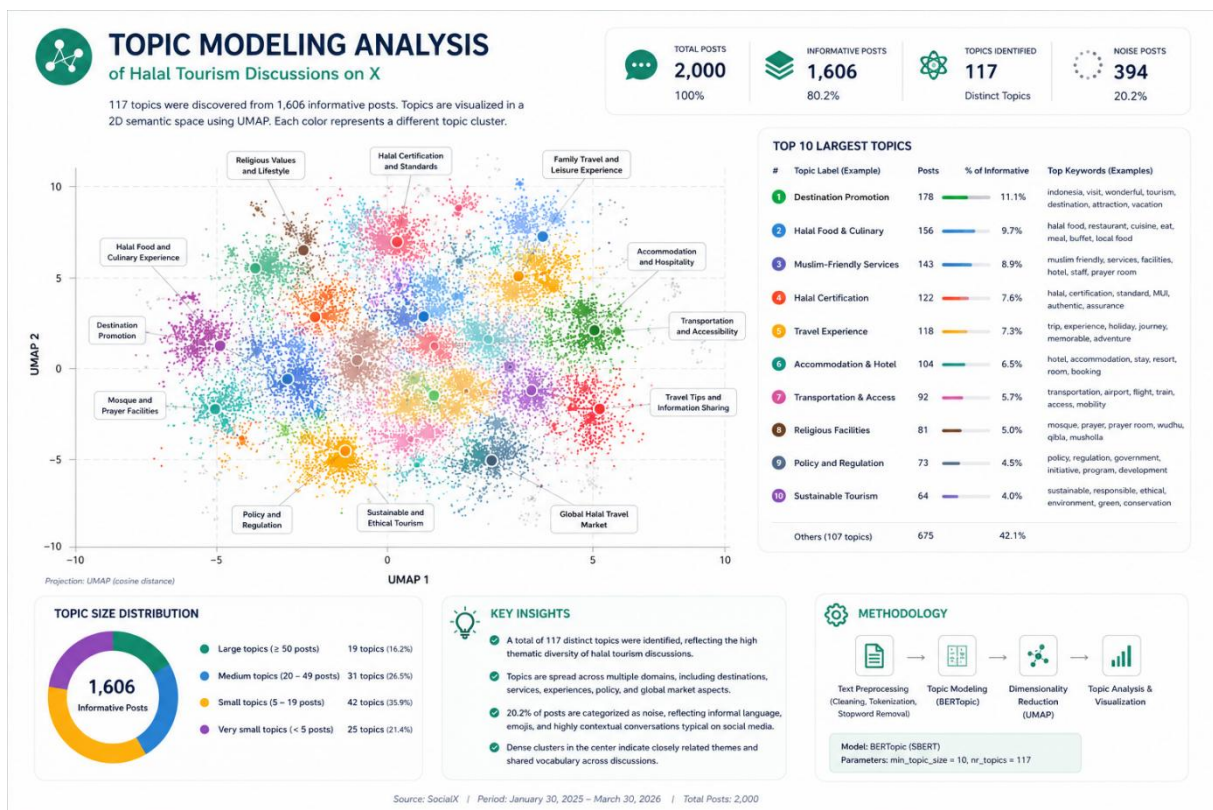 TOPIC MODELING ANALYSIS
of Halal Tourism Discussions on X
117 topics were discovered from 1,606 informative posts. Topics are visualized in a
2D semantic space using UMAP. Each color represents a different topic cluster.
TOTAL POSTS
2,000
100%
INFORMATIVE POSTS
1,606
80.2%
TOPICS IDENTIFIED
117
Distinct Topics
NOISE POSTS
394
20.2%
Religious Values
and Lifestyle
Halal Certification
and Standards
Family Travel and
Leisure Experience
Halal Food and
Culinary Experience
Accommodation
and Hospitality
Destination
Promotion
Transportation
and Accessibility
Mosque and
Prayer Facilities
Travel Tips and
Information Sharing
Policy and
Regulation
Sustainable and
Ethical Tourism
Global Halal Travel
Market
UMAP 2
10
5
0
−5
−10
−10
−5
0
5
10
UMAP 1
Projection: UMAP (cosine distance)
TOP 10 LARGEST TOPICS
# Topic Label (Example) Posts % of Informative Top Keywords (Examples)
1 Destination Promotion 178 11.1% indonesia, visit, wonderful, tourism,
destination, attraction, vacation
2 Halal Food & Culinary 156 9.7% halal food, restaurant, cuisine, eat,
meal, buffet, local food
3 Muslim-Friendly Services 143 8.9% muslim friendly, services, facilities,
hotel, staff, prayer room
4 Halal Certification 122 7.6% halal, certification, standard, MUI,
authentic, assurance
5 Travel Experience 118 7.3% trip, experience, holiday, journey,
memorable, adventure
6 Accommodation & Hotel 104 6.5% hotel, accommodation, stay, resort,
room, booking
7 Transportation & Access 92 5.7% transportation, airport, flight, train,
access, mobility
8 Religious Facilities 81 5.0% mosque, prayer, prayer room, wudhu,
qibla, musholla
9 Policy and Regulation 73 4.5% policy, regulation, government,
initiative, program, development
10 Sustainable Tourism 64 4.0% sustainable, responsible, ethical,
environment, green, conservation
Others (107 topics) 675 42.1%
TOPIC SIZE DISTRIBUTION
1,606
Informative Posts
Large topics (≥ 50 posts) 19 topics (16.2%)
Medium topics (20 – 49 posts) 31 topics (26.5%)
Small topics (5 – 19 posts) 42 topics (35.9%)
Very small topics (< 5 posts) 25 topics (21.4%)
KEY INSIGHTS
A total of 117 distinct topics were identified, reflecting the high
thematic diversity of halal tourism discussions.
Topics are spread across multiple domains, including destinations,
services, experiences, policy, and global market aspects.
20.2% of posts are categorized as noise, reflecting informal language,
emojis, and highly contextual conversations typical on social media.
Dense clusters in the center indicate closely related themes and
shared vocabulary across discussions.
METHODOLOGY
Text Preprocessing
(Cleaning, Tokenization,
Stopword Removal)
Topic Modeling
(BERTopic)
Dimensionality
Reduction
(UMAP)
Topic Analysis &
Visualization
Model: BERTopic (SBERT)
Parameters: min_topic_size = 10, nr_topics = 117
Source: SocialX / Period: January 30, 2025 – March 30, 2026 | Total Posts: 2,000